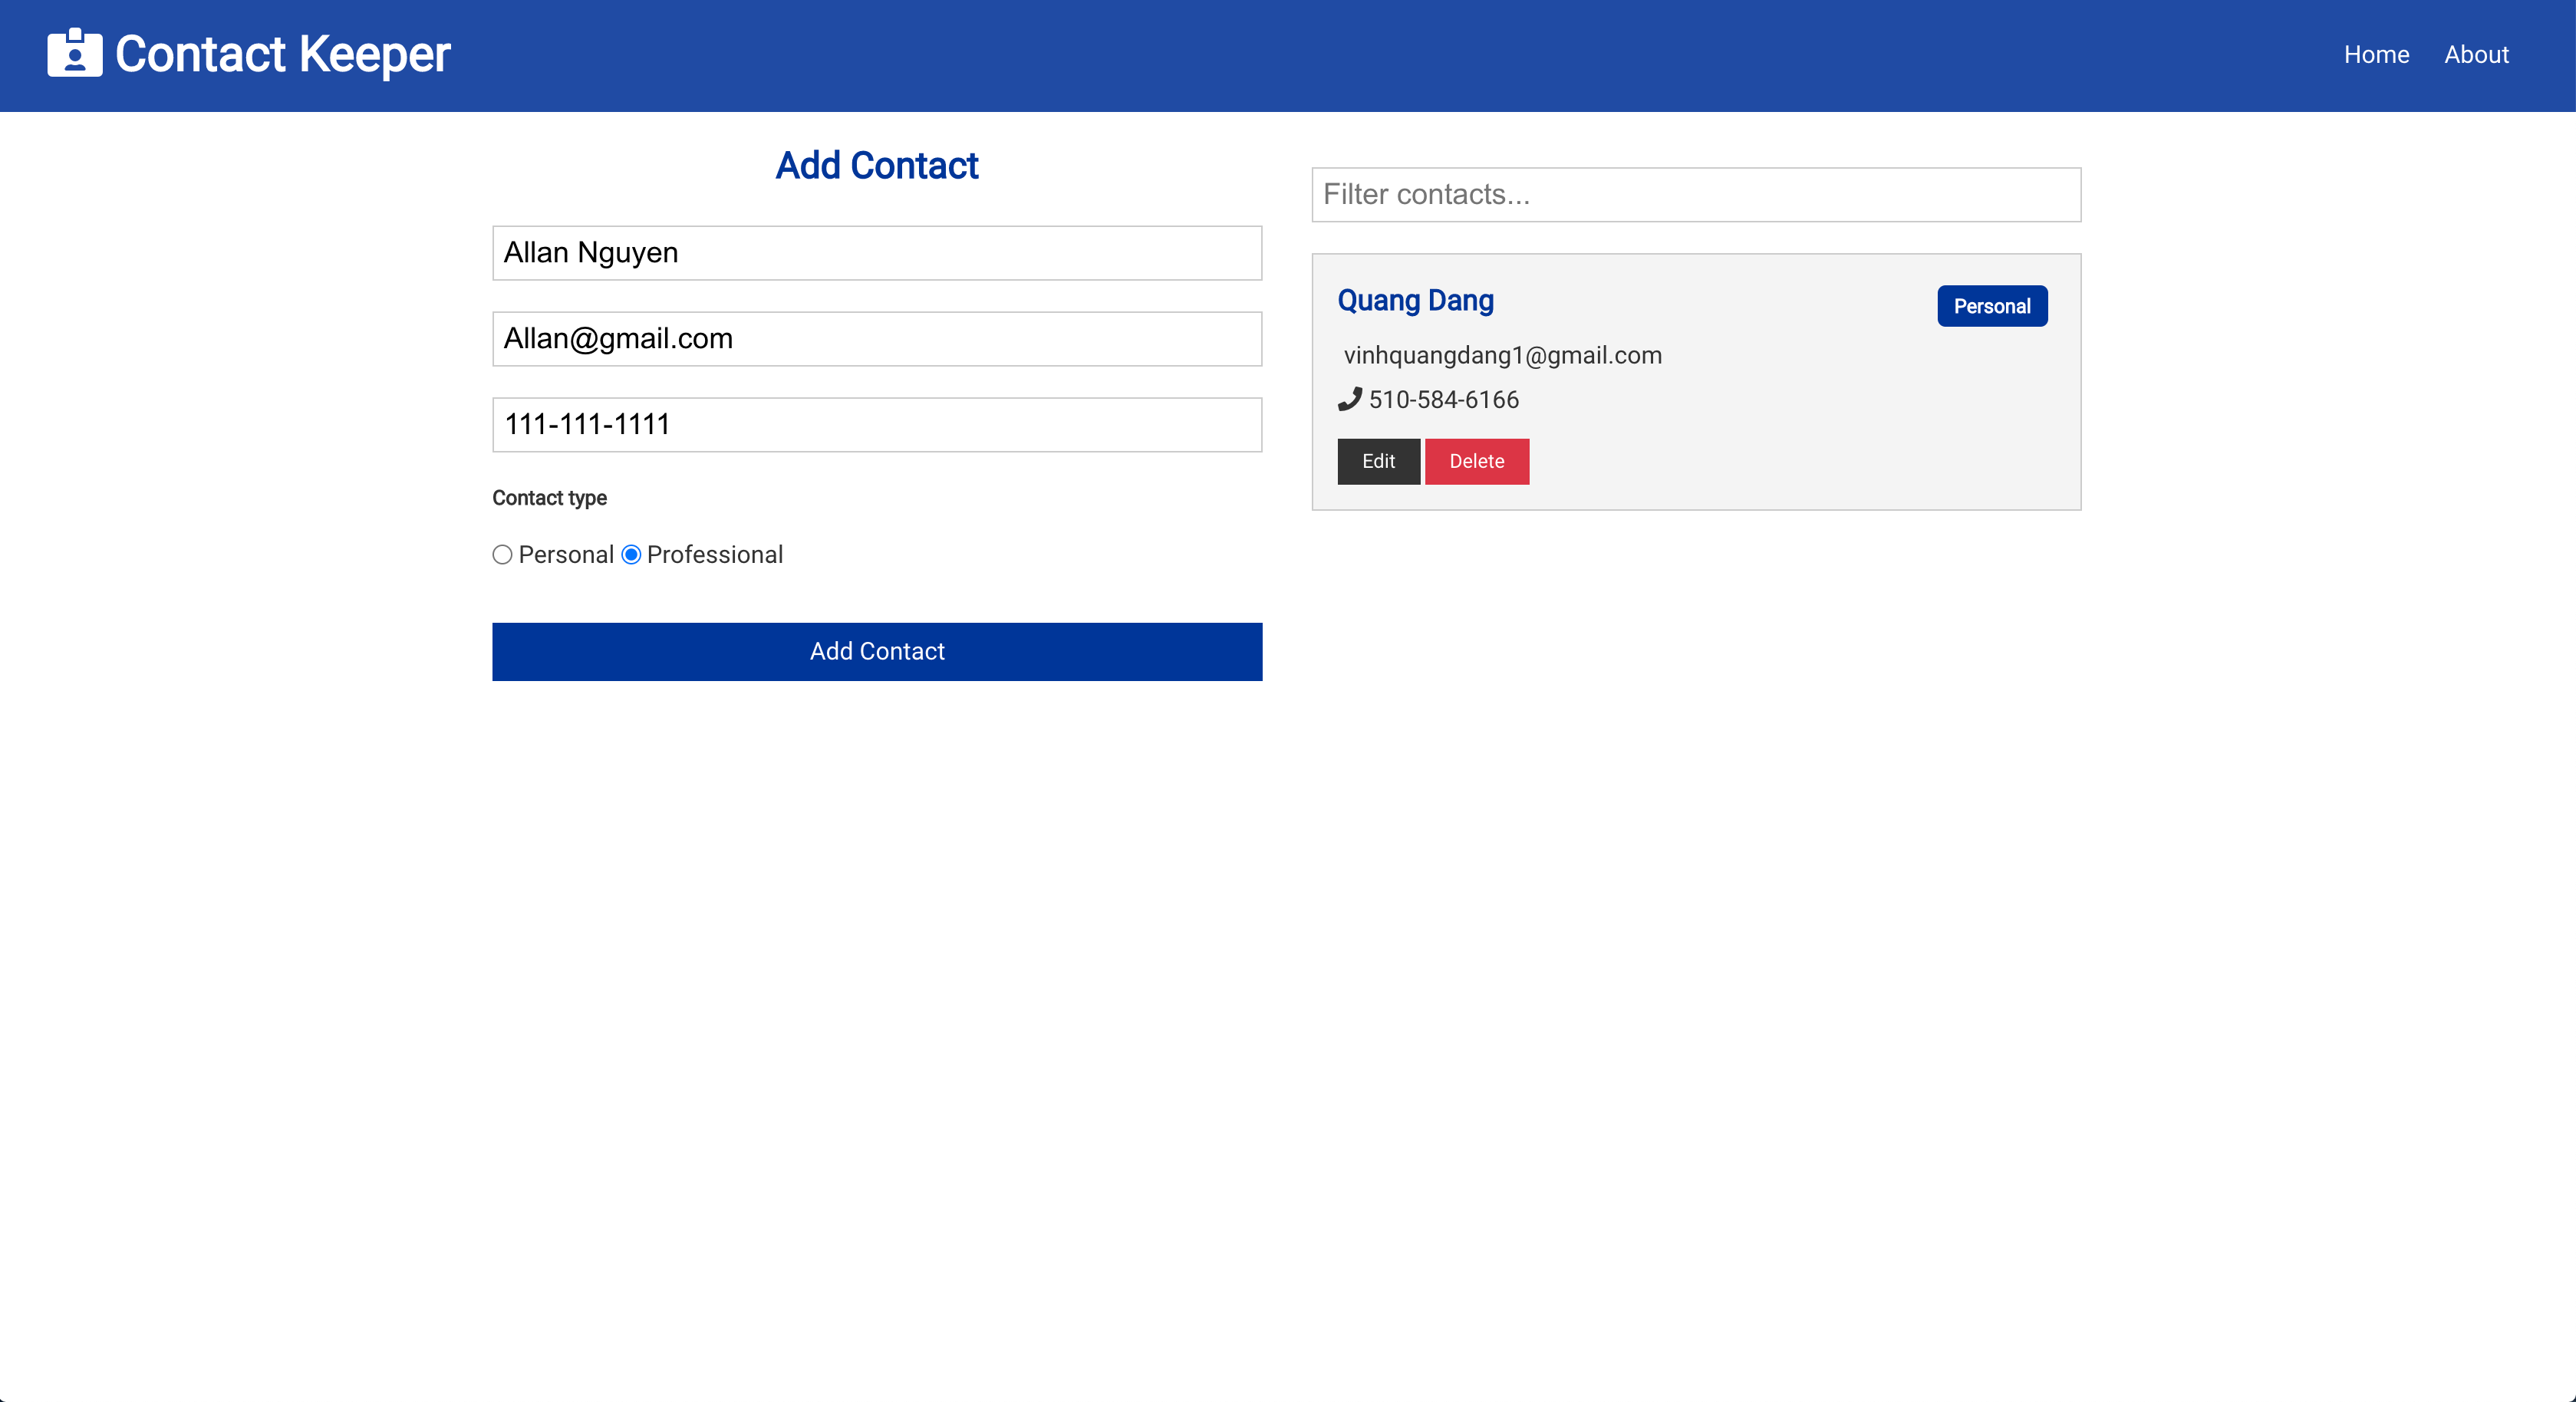 Contact Keeper
Home About
Add Contact
Allan Nguyen
Allan@gmail.com
111-111-1111
Contact type
Personal Professional
Add Contact
Filter contacts...
Quang Dang
Personal
vinhquangdang1@gmail.com
510-584-6166
Edit Delete